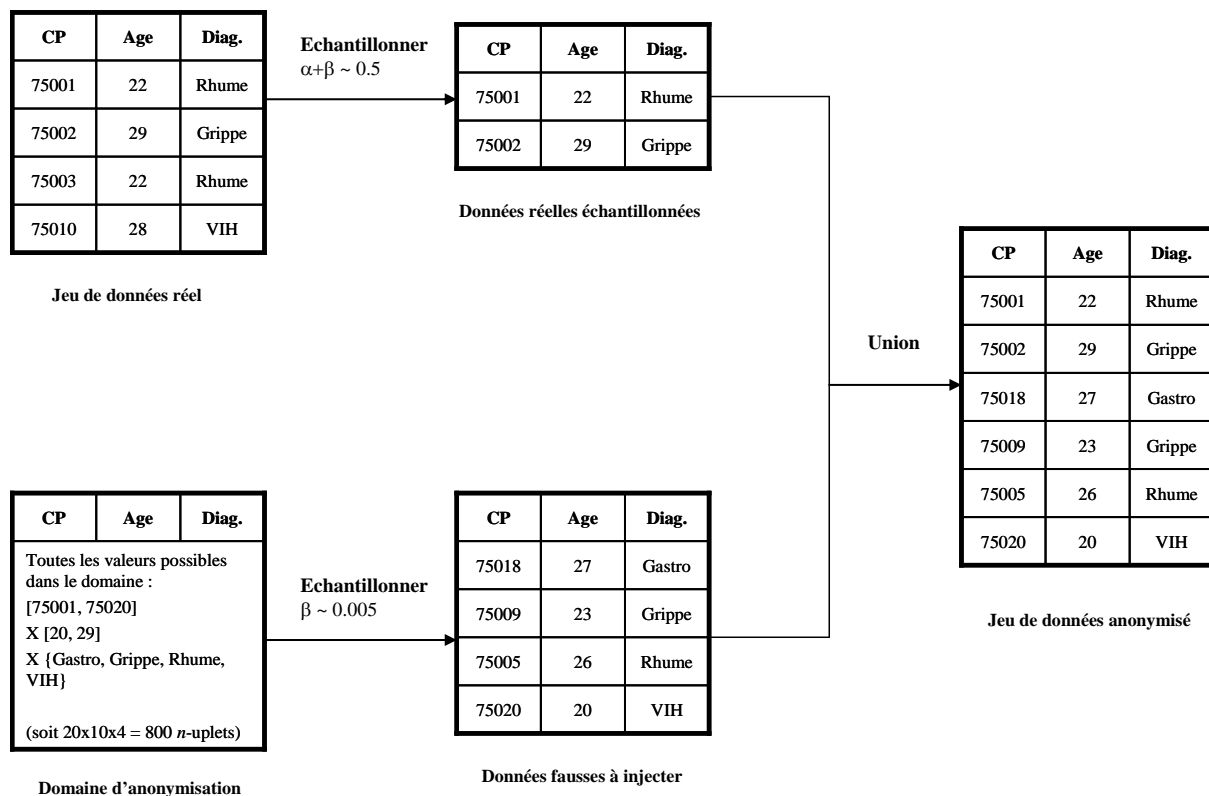 CP Age Diag.
75001 22 Rhume
75002 29 Grippe
75003 22 Rhume
75010 28 VIH
Jeu de données réel
Echantillonner
α+β ~ 0.5
CP Age Diag.
75001 22 Rhume
75002 29 Grippe
Données réelles échantillonnées
CP Age Diag.
Toutes les valeurs possibles
dans le domaine :
[75001, 75020]
X [20, 29]
X {Gastro, Grippe, Rhume,
VIH}
(soit 20x10x4 = 800 n-uplets)
Domaine d'anonymisation
Echantillonner
β ~ 0.005
CP Age Diag.
75018 27 Gastro
75009 23 Grippe
75005 26 Rhume
75020 20 VIH
Données fausses à injecter
Union
CP Age Diag.
75001 22 Rhume
75002 29 Grippe
75018 27 Gastro
75009 23 Grippe
75005 26 Rhume
75020 20 VIH
Jeu de données anonymisé